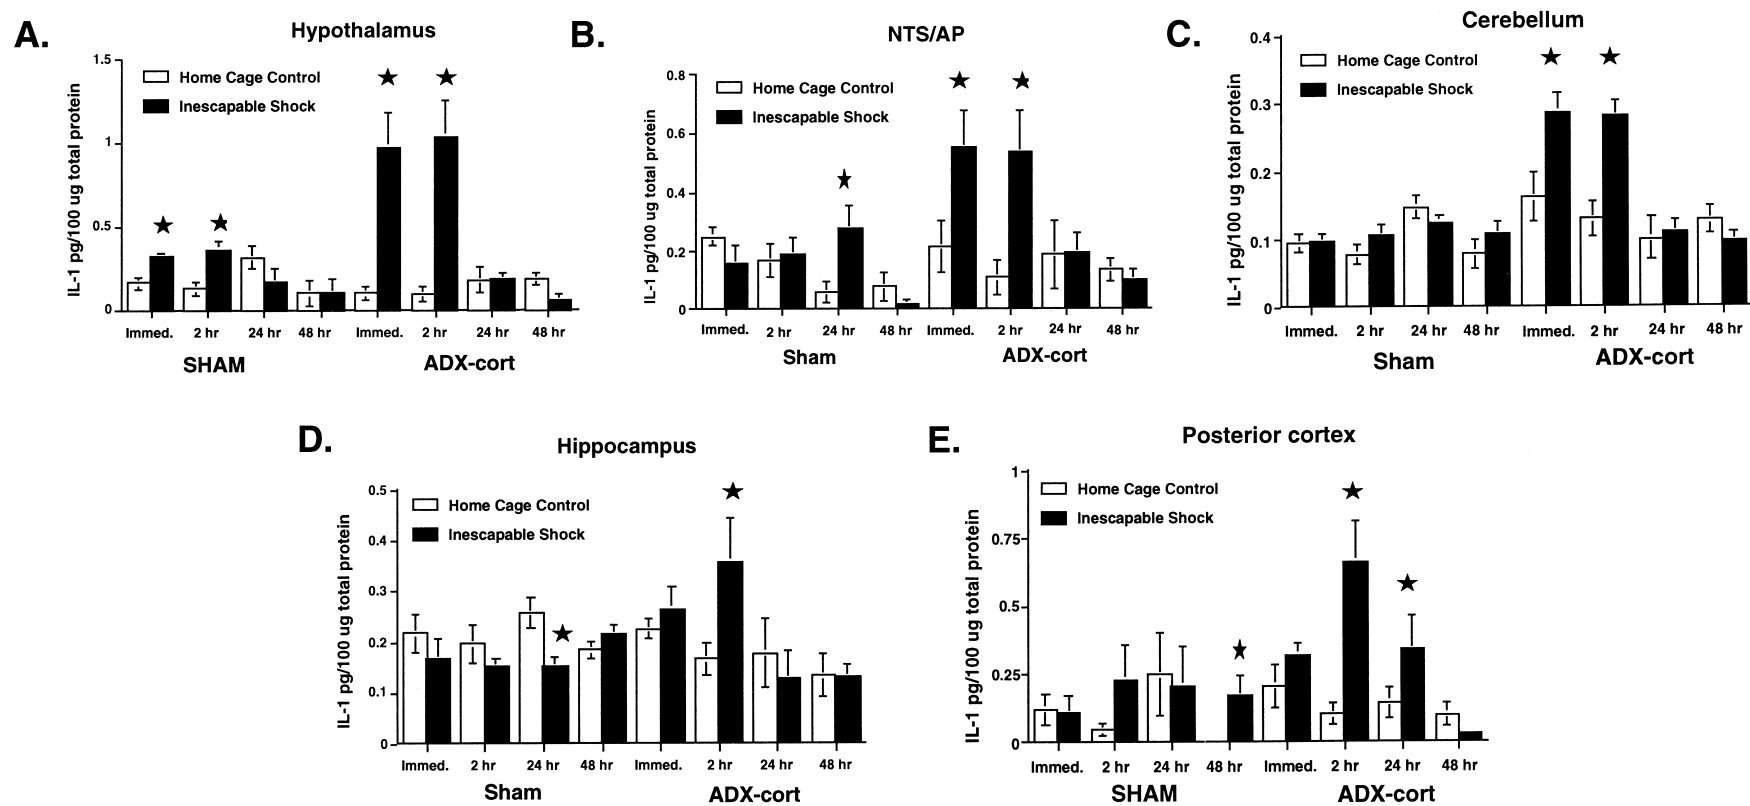 A.
Hypothalamus
IL-1 pg/100 ug total protein
1.5
1
0.5
0
Home Cage Control
Inescapable Shock
Immed. 2 hr 24 hr 48 hr Immed. 2 hr 24 hr 48 hr
SHAM ADX-cort
B.
NTS/AP
IL-1 pg/100 ug total protein
0.8
0.6
0.4
0.2
0
Home Cage Control
Inescapable Shock
Immed. 2 hr 24 hr 48 hr Immed. 2 hr 24 hr 48 hr
Sham ADX-cort
C.
Cerebellum
IL-1 pg/100 ug total protein
0.4
0.3
0.2
0.1
0
Home Cage Control
Inescapable Shock
Immed. 2 hr 24 hr 48 hr Immed. 2 hr 24 hr 48 hr
Sham ADX-cort
D.
Hippocampus
IL-1 pg/100 ug total protein
0.5
0.4
0.3
0.2
0.1
0
Home Cage Control
Inescapable Shock
Immed. 2 hr 24 hr 48 hr Immed. 2 hr 24 hr 48 hr
Sham ADX-cort
E.
Posterior cortex
IL-1 pg/100 ug total protein
1
0.75
0.5
0.25
0
Home Cage Control
Inescapable Shock
Immed. 2 hr 24 hr 48 hr Immed. 2 hr 24 hr 48 hr
SHAM ADX-cort